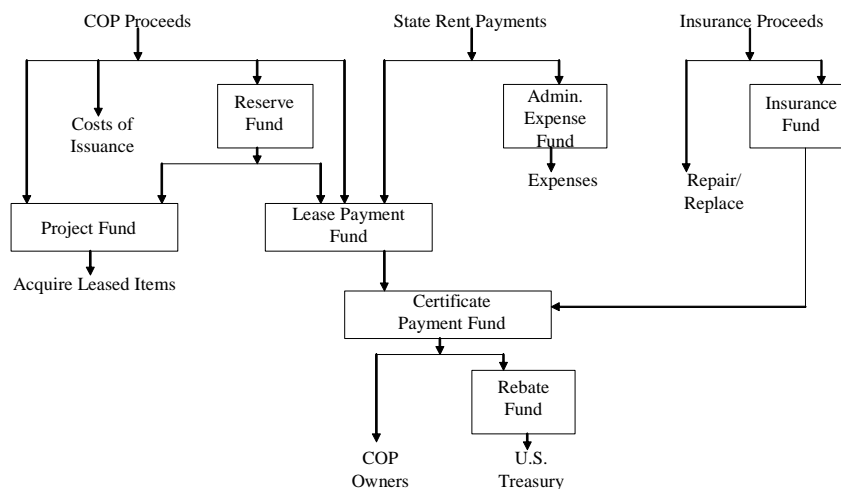 COP Proceeds
State Rent Payments
Insurance Proceeds
Reserve
Fund
Costs of
Issuance
Admin.
Expense
Fund
Insurance
Fund
Expenses
Repair/
Replace
Project Fund
Lease Payment
Fund
Acquire Leased Items
Certificate
Payment Fund
Rebate
Fund
COP
Owners
U.S.
Treasury